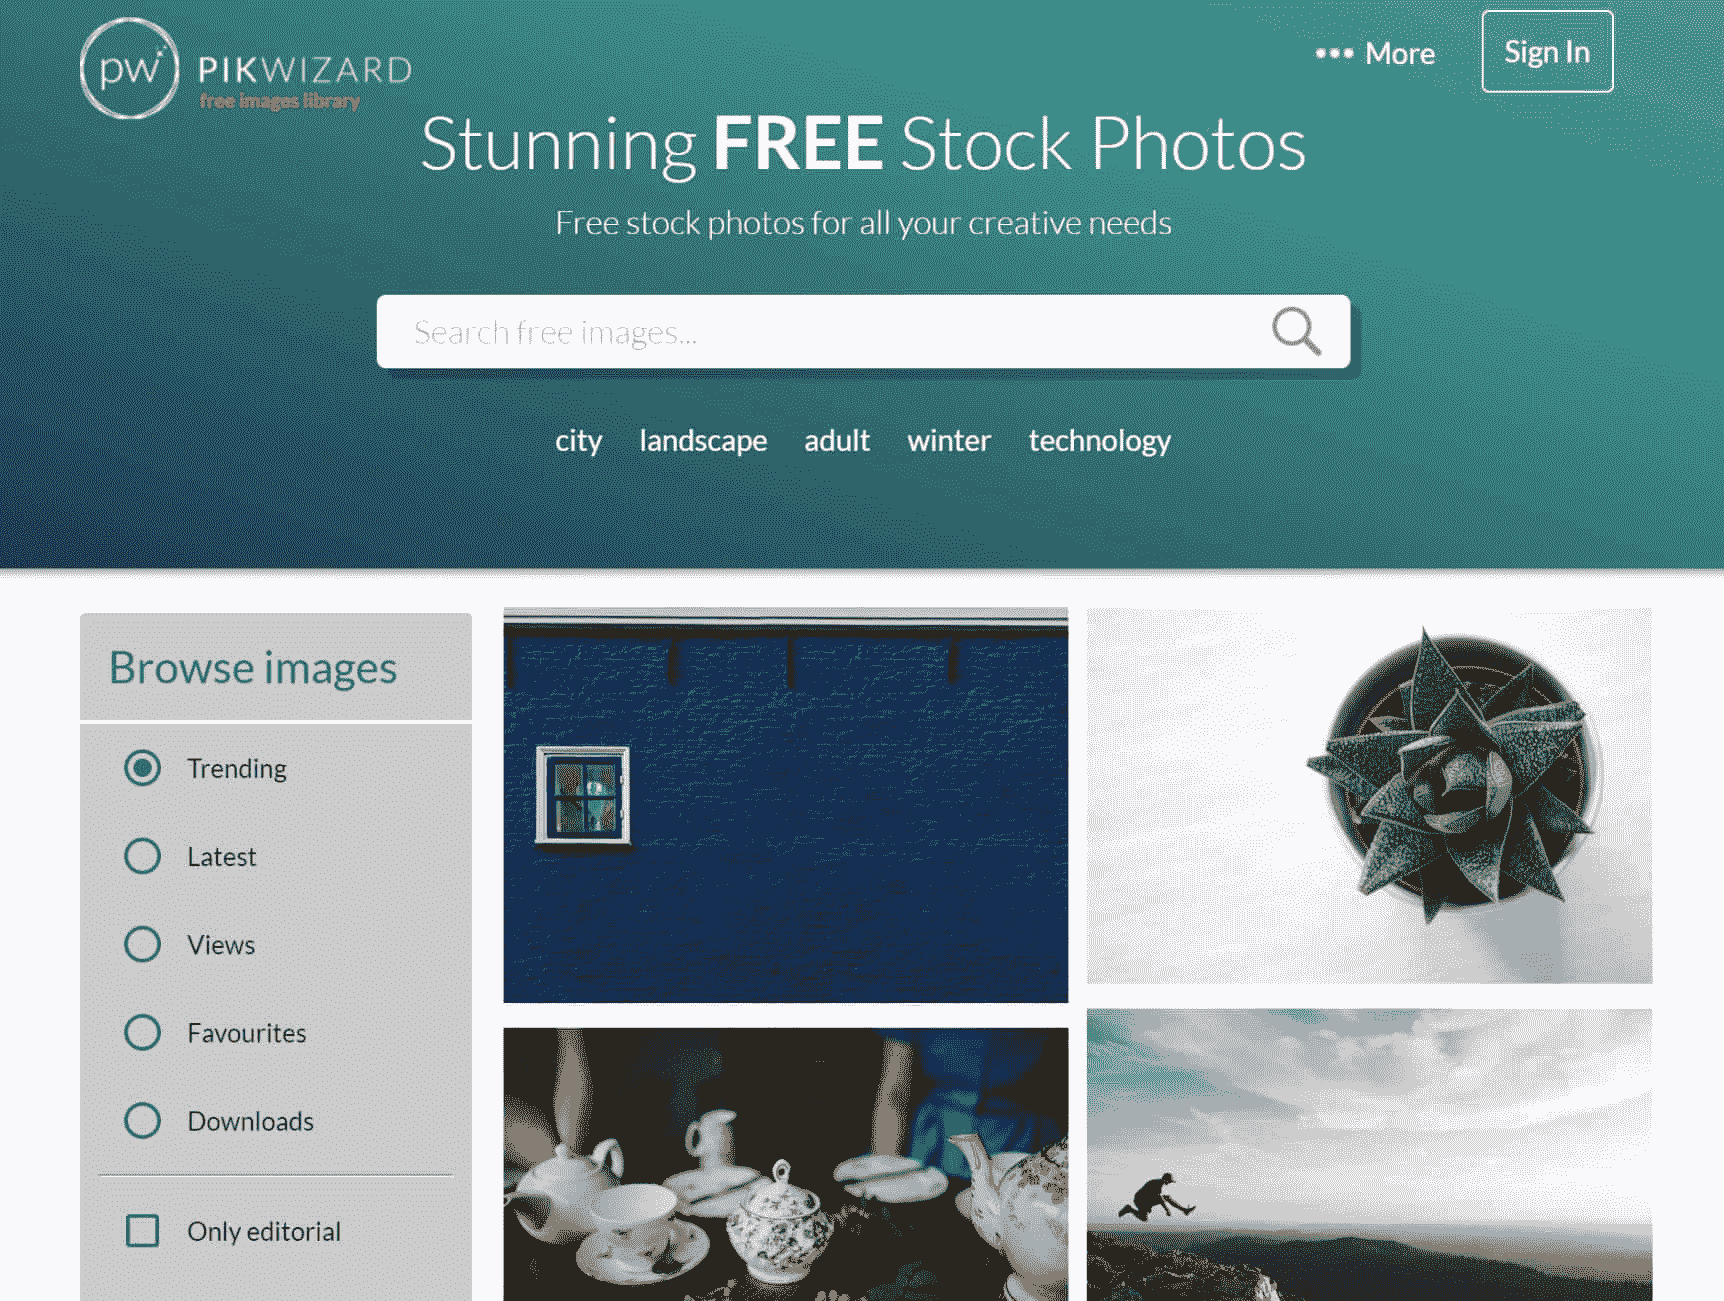 pw PIKWIZARD
free images library
••• More
Sign In
Stunning FREE Stock Photos
Free stock photos for all your creative needs
Search free images...
city landscape adult winter technology
Browse images
Trending
Latest
Views
Favourites
Downloads
Only editorial